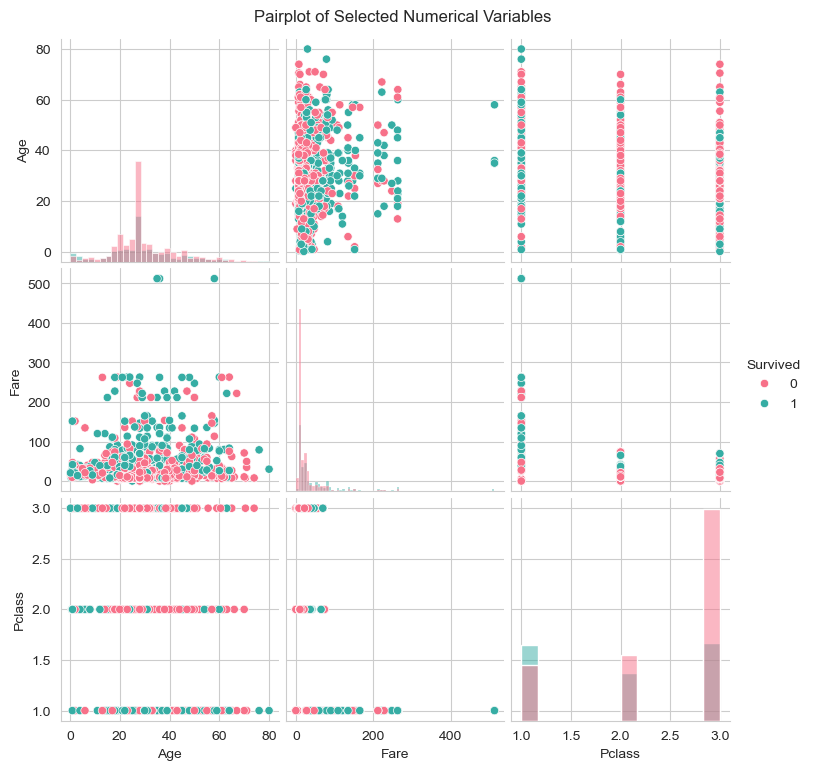 Pairplot of Selected Numerical Variables
80
60
40
20
0
Age
500
400
300
200
100
0
Fare
3.0
2.5
2.0
1.5
1.0
Pclass
0 20 40 60 80
Age
0 200 400
Fare
1.0 1.5 2.0 2.5 3.0
Pclass
Survived
0
1